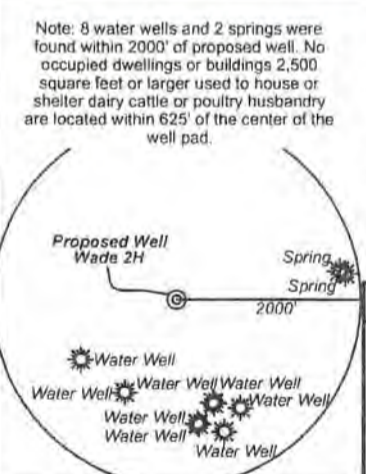 Note: 8 water wells and 2 springs were
found within 2000' of proposed well. No
occupied dwellings or buildings 2,500
square feet or larger used to house or
shelter dairy cattle or poultry husbandry
are located within 625' of the center of the
well pad.
Proposed Well
Wade 2H
Spring
Spring
2000'
Water Well
Water Well
Water Well
Water Well
Water Well
Water Well
Water Well
Water Well